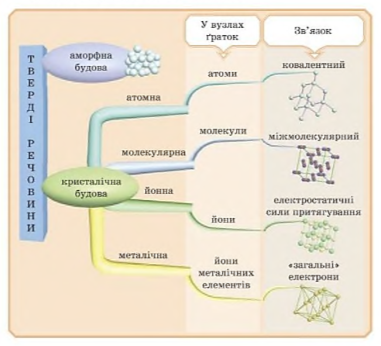 У вузлах
ґраток
Зв’язок
ТВЕРДІ РЕЧОВИНИ
аморфна
будова
кристалічна
будова
атомна
атоми
ковалентний
молекулярна
молекули
міжмолекулярний
йонна
йони
електростатичні
сили притягування
металічна
йони
металічних
елементів
«загальні»
електрони